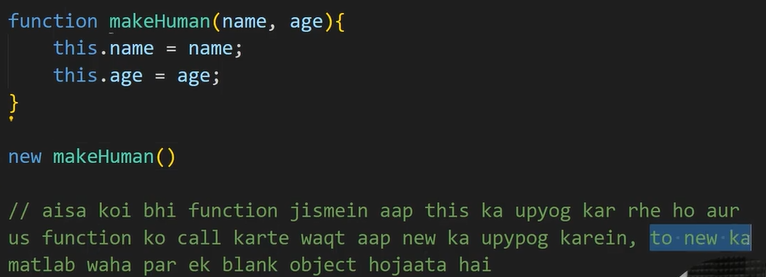 function makeHuman(name, age){
this.name = name;
this.age = age;
}
new makeHuman()
// aisa koi bhi function jismein aap this ka upyog kar rhe ho aur
us function ko call karte waqt aap new ka upypog karein, to new ka
matlab waha par ek blank object hojaata hai